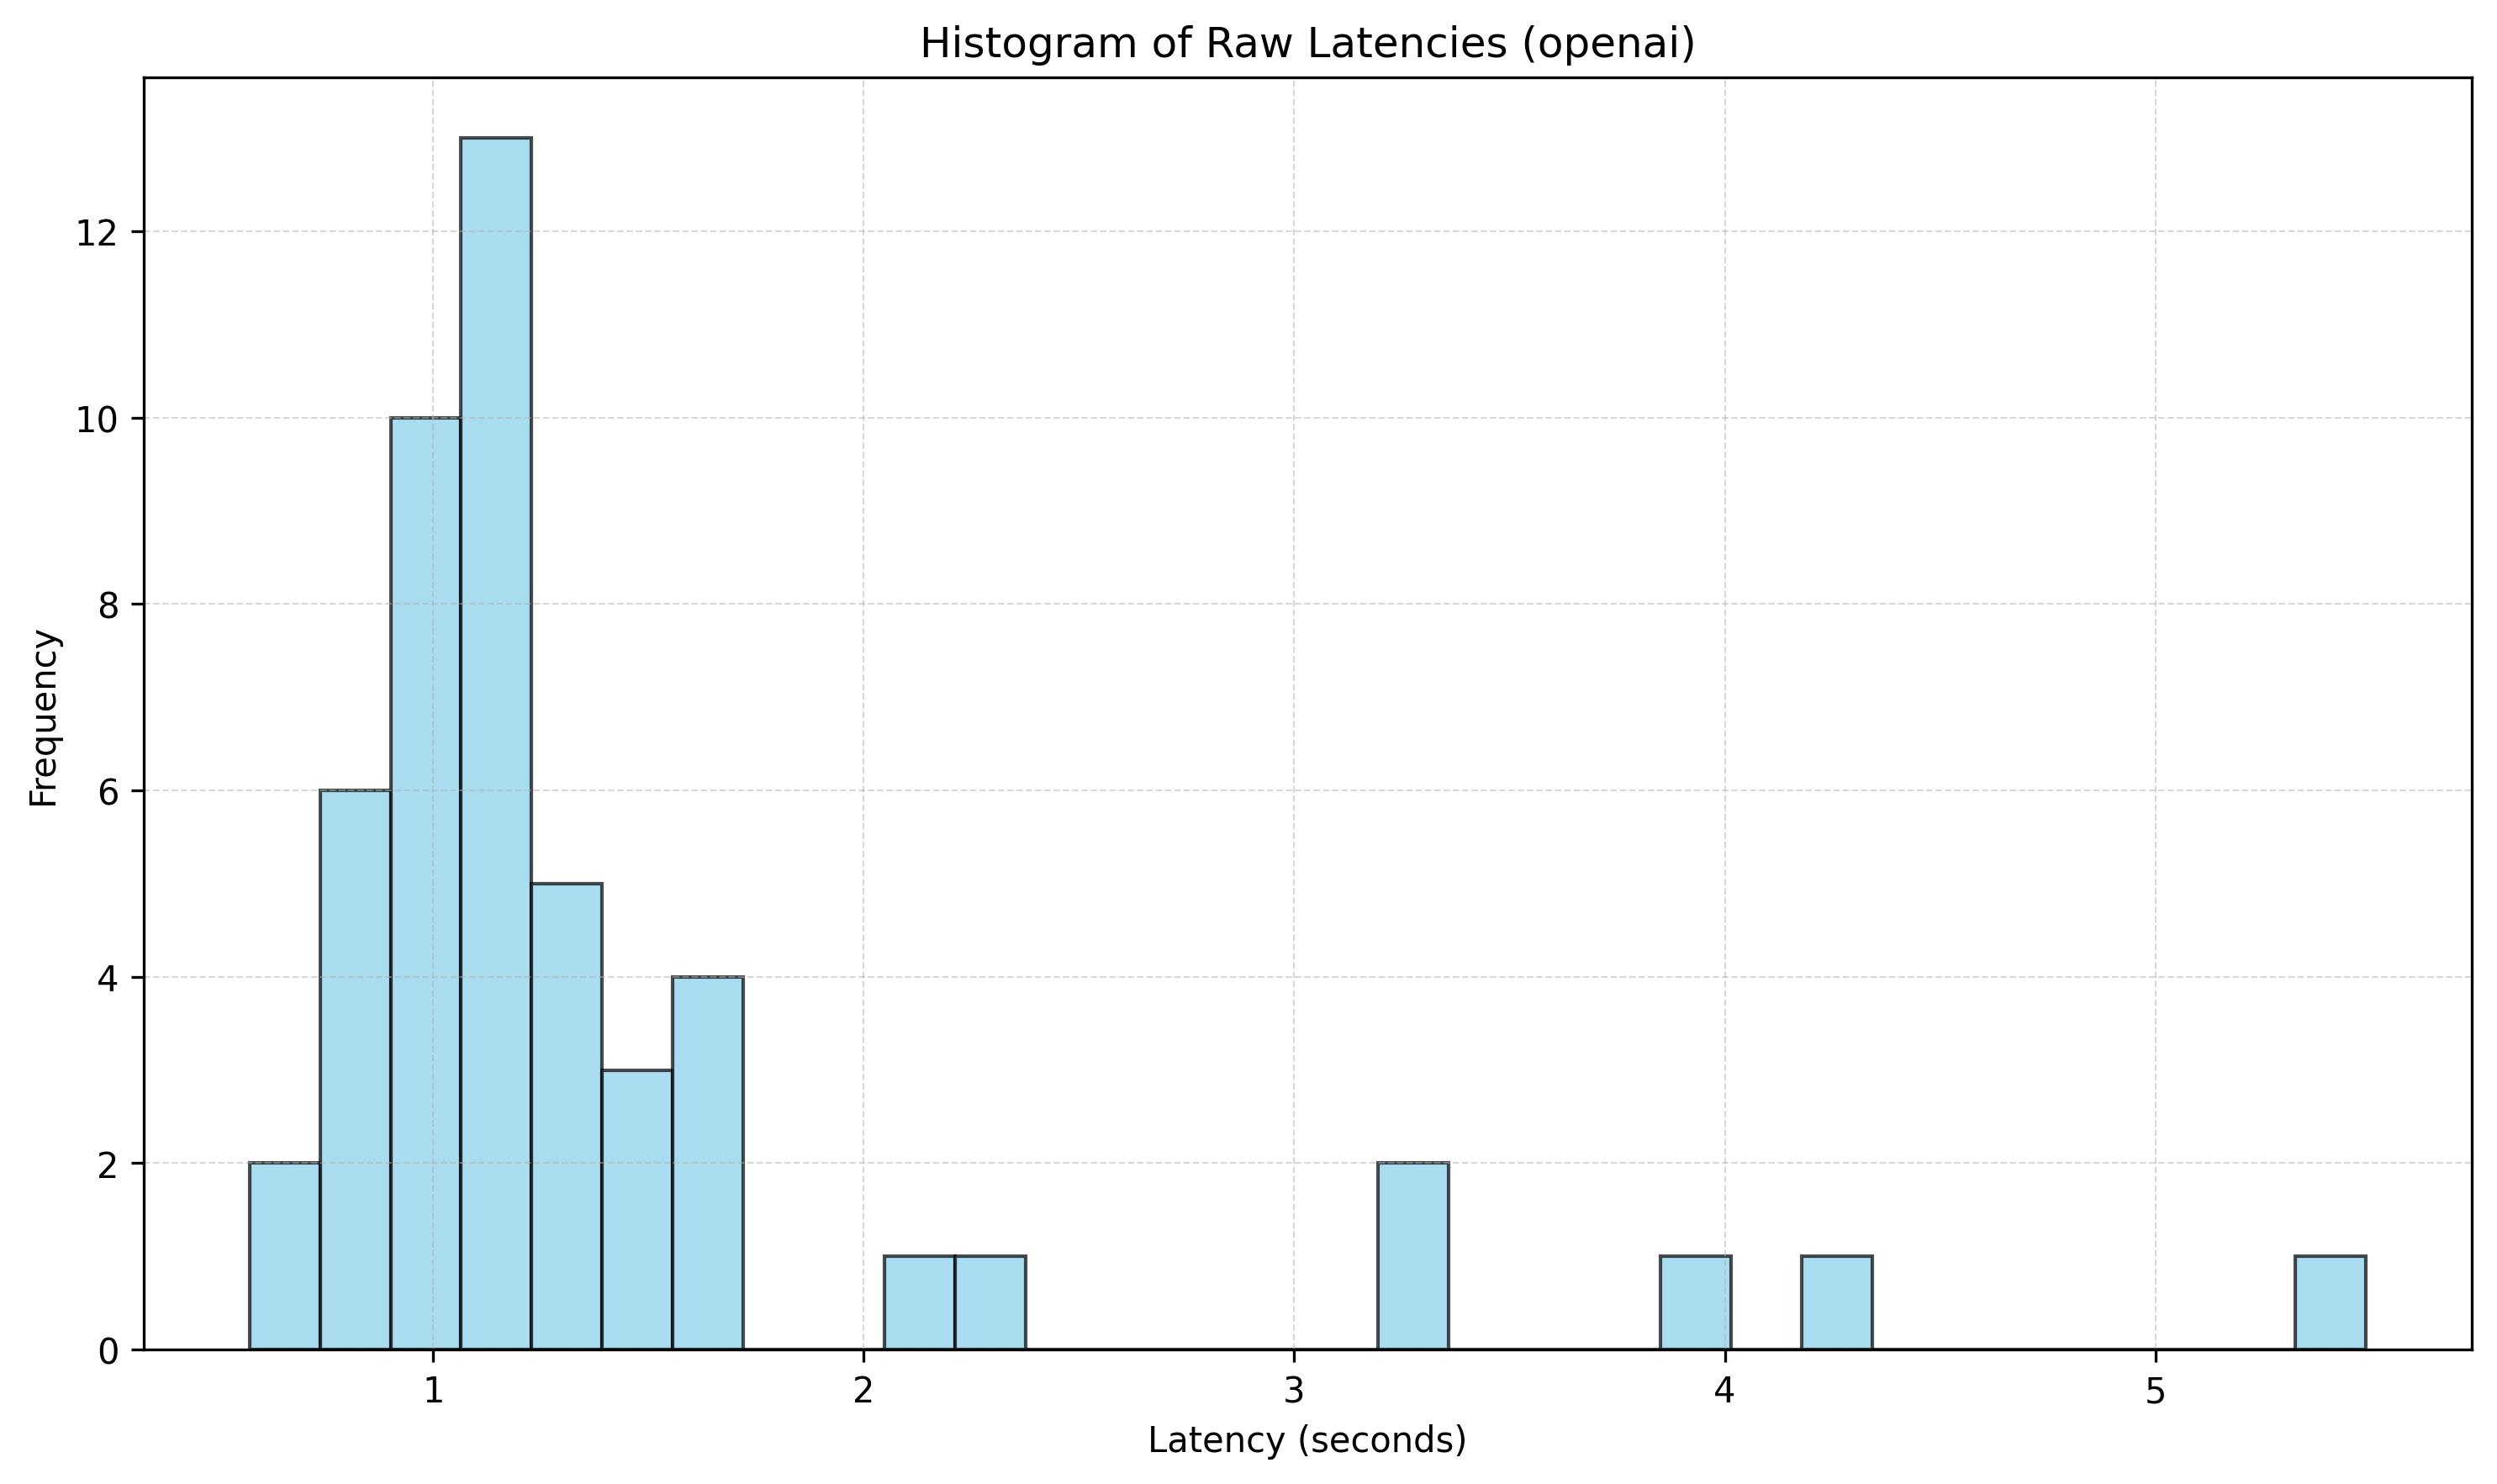 Histogram of Raw Latencies (openai)
12
10
8
6
4
2
0
Frequency
1 2 3 4 5
Latency (seconds)